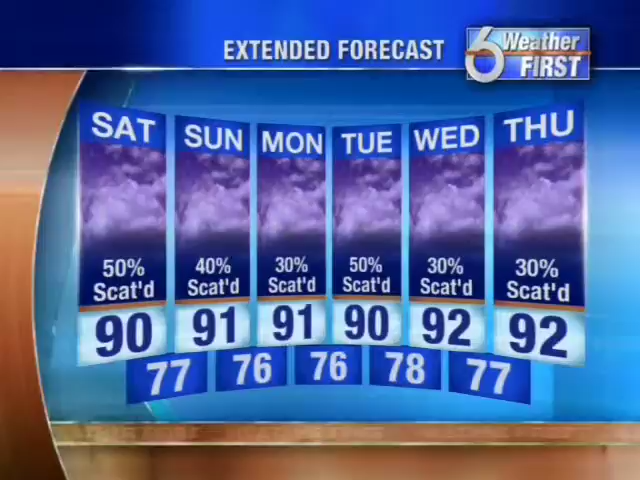 EXTENDED FORECAST
6 Weather FIRST
SAT SUN MON TUE WED THU
50% 40% 30% 50% 30% 30%
Scat'd Scat'd Scat'd Scat'd Scat'd Scat'd
90 91 91 90 92 92
77 76 76 78 77